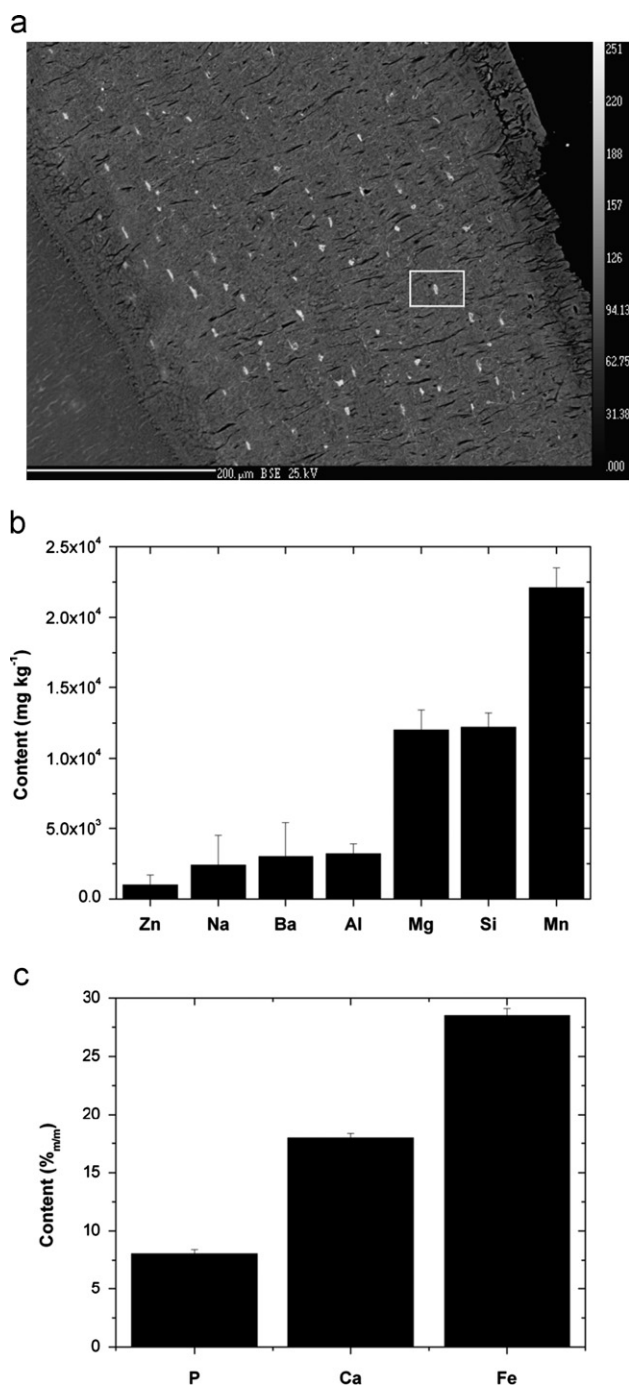 a
251
220
188
157
126
94.13
62.75
31.38
.000
200.µm BSE 25.kV
b
Content (mg kg⁻¹)
2.5x10⁴
2.0x10⁴
1.5x10⁴
1.0x10⁴
5.0x10³
0.0
Zn Na Ba Al Mg Si Mn
c
Content (%m/m)
30
25
20
15
10
5
0
P Ca Fe